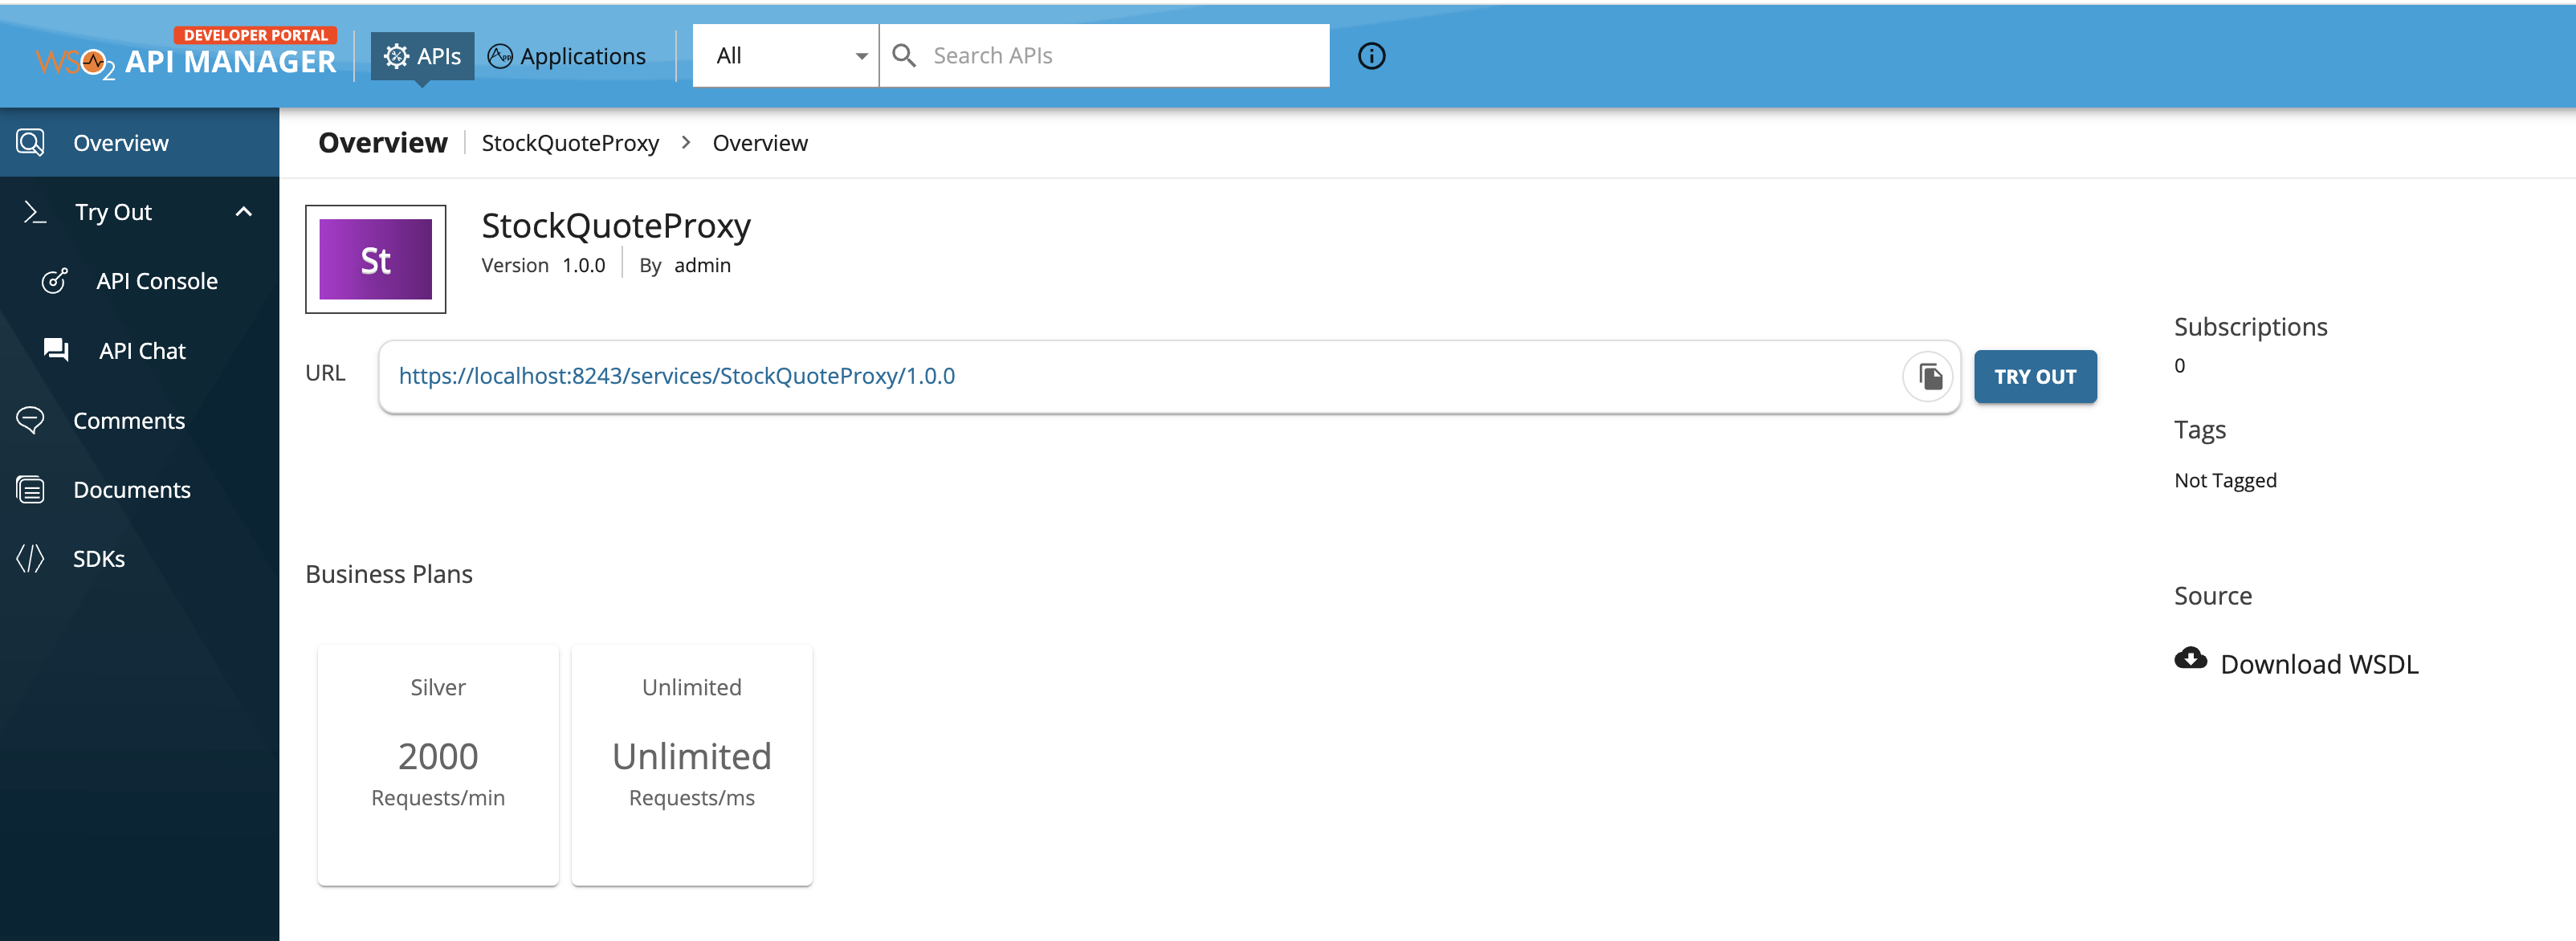 DEVELOPER PORTAL
WSO2 API MANAGER
APIs
Applications
All
Search APIs
Overview
Try Out
API Console
API Chat
Comments
Documents
SDKs
Overview StockQuoteProxy > Overview
St
StockQuoteProxy
Version 1.0.0 By admin
URL
https://localhost:8243/services/StockQuoteProxy/1.0.0
TRY OUT
Business Plans
Silver
2000
Requests/min
Unlimited
Unlimited
Requests/ms
Subscriptions
0
Tags
Not Tagged
Source
Download WSDL